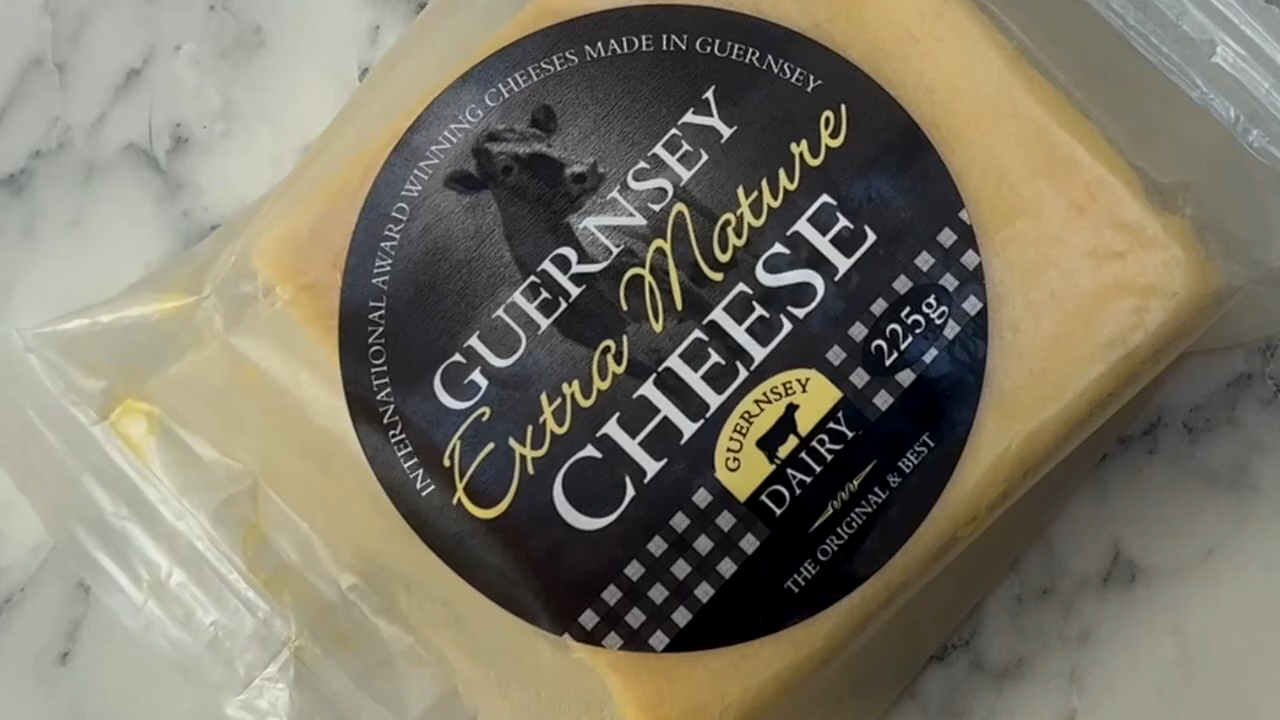 INTERNATIONAL AWARD WINNING CHEESES MADE IN GUERNSEY
GUERNSEY
Extra Mature
CHEESE
225g
GUERNSEY
DAIRY
THE ORIGINAL & BEST